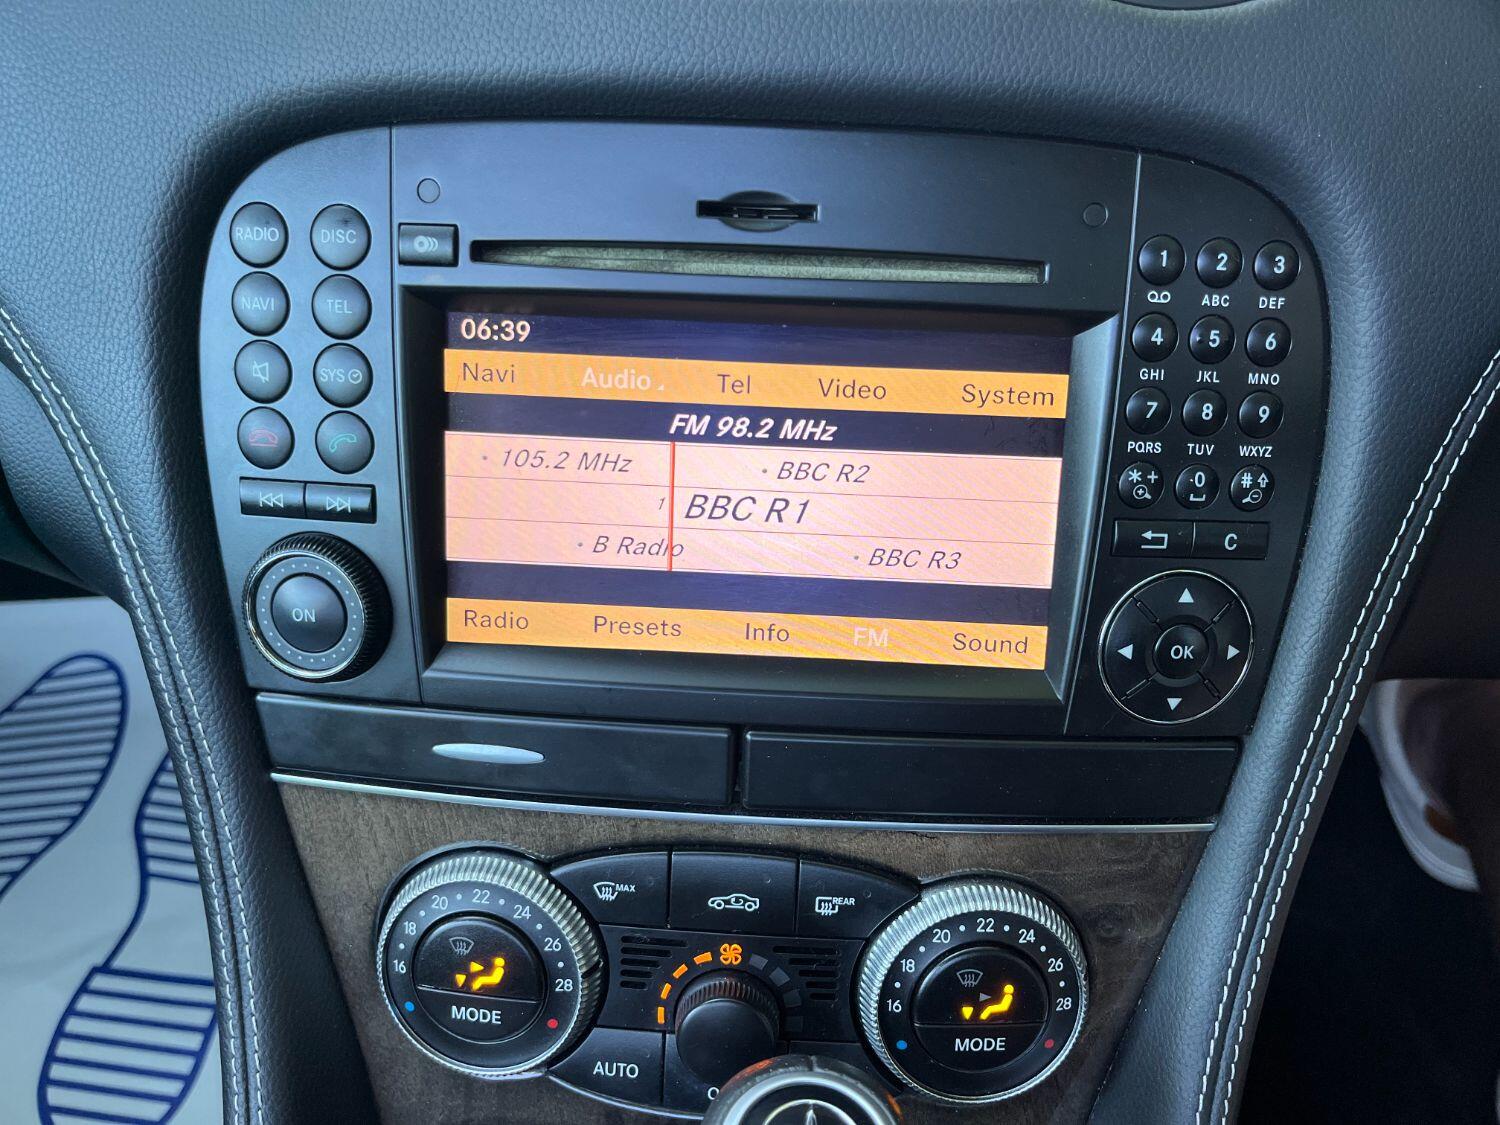 RADIO DISC
NAVI TEL
SYS
ON
06:39
Navi Audio Tel Video System
FM 98.2 MHz
• 105.2 MHz • BBC R2
1 BBC R1
• B Radio • BBC R3
Radio Presets Info FM Sound
1 2 3
ABC DEF
4 5 6
GHI JKL MNO
7 8 9
PQRS TUV WXYZ
*+ 0 #
C
OK
MAX REAR
16 18 20 22 24 26 28
MODE
AUTO
16 18 20 22 24 26 28
MODE